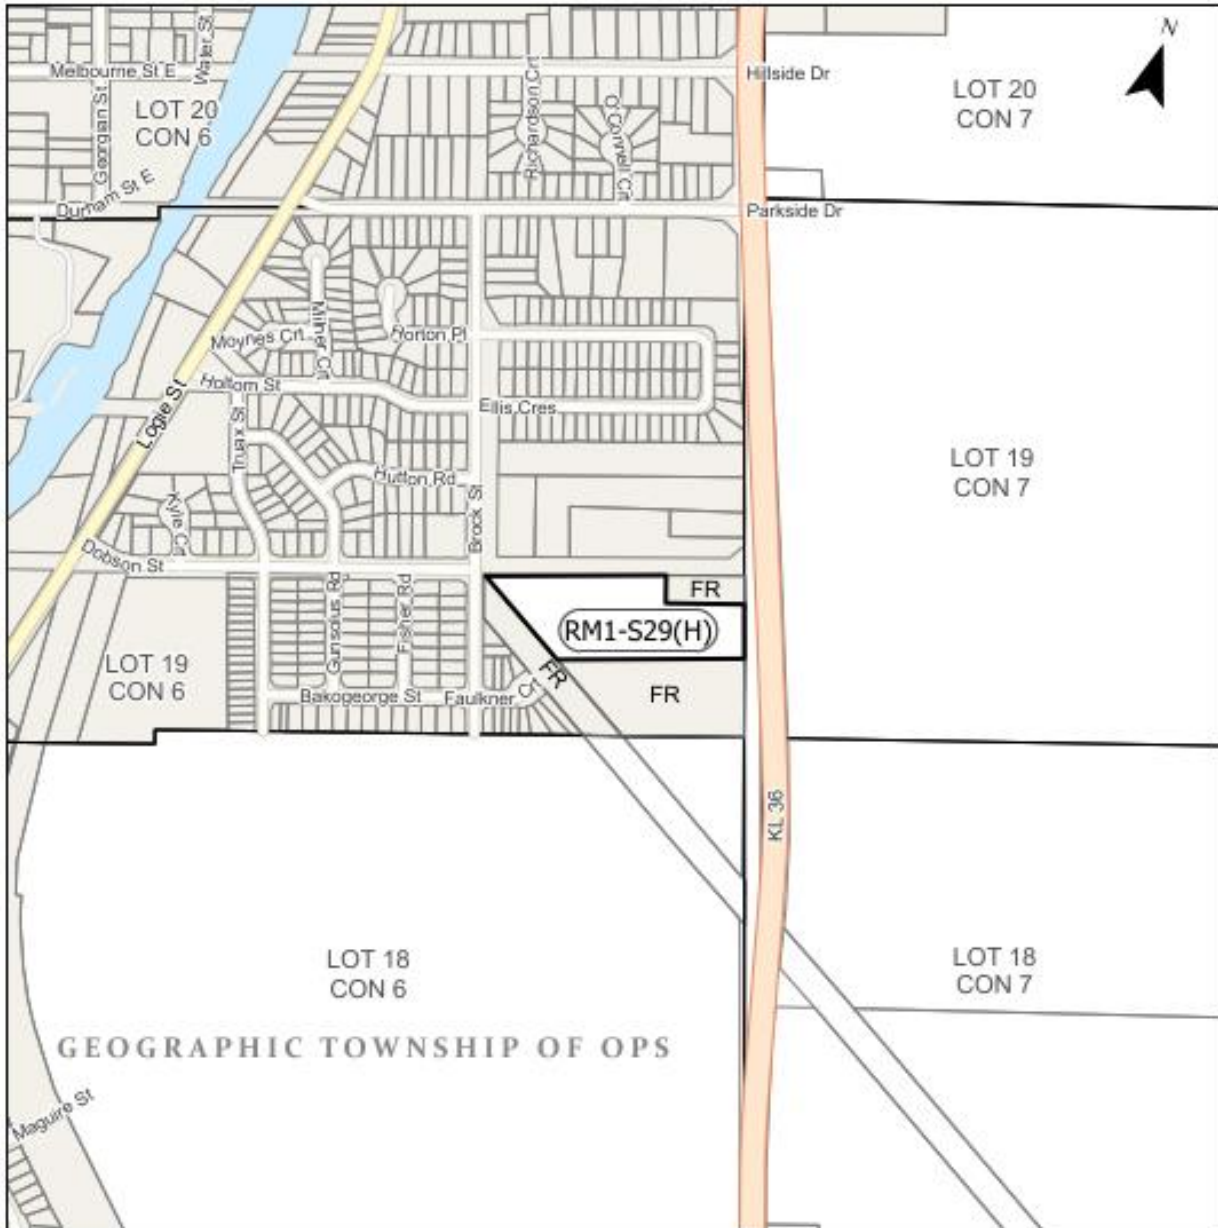 N
Water St
Melbourne St E
Hillside Dr
LOT 20
CON 6
LOT 20
CON 7
Georgian St
Richardson Crt
O'Connell Crt
Durham St E
Parkside Dr
Miner Crt
Moynes Crt
Horton Pl
Holtom St
Ellis Cres
Logie St
Truax St
LOT 19
CON 7
Hutton Rd
Kylie Crt
Brock St
Dobson St
Gunsolus Rd
Fisher Rd
FR
RM1-S29(H)
LOT 19
CON 6
FR
FR
Bakogeorge St
Faulkner Crt
KL 36
LOT 18
CON 6
LOT 18
CON 7
GEOGRAPHIC TOWNSHIP OF OPS
Maguire St